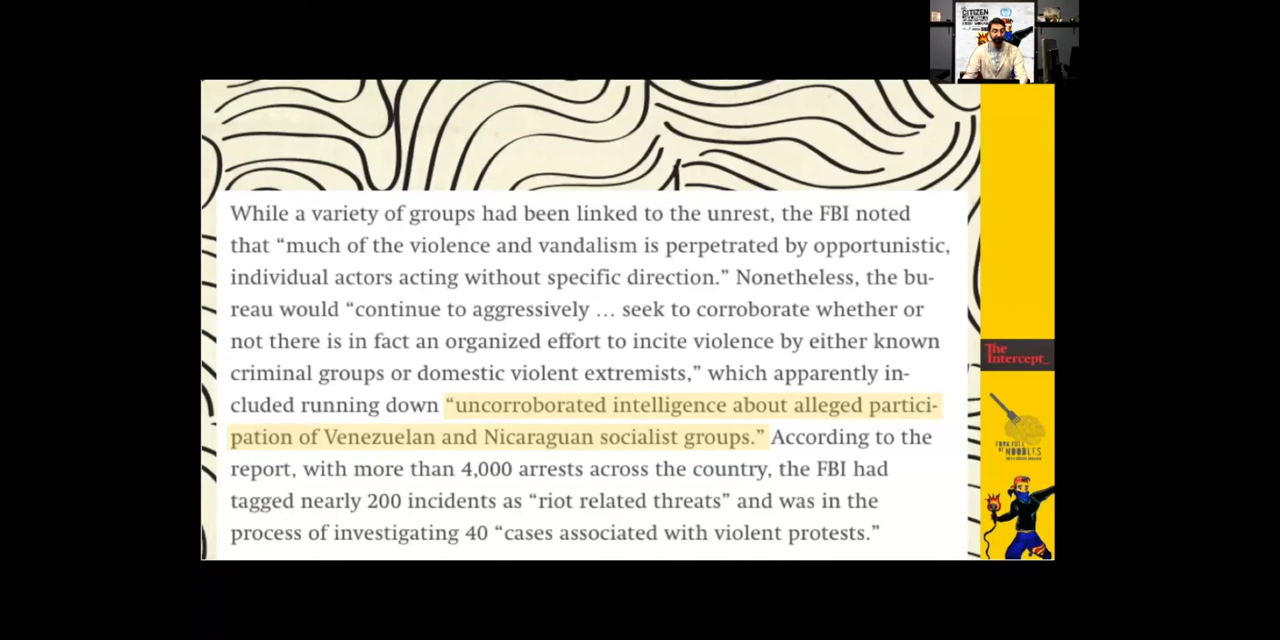 CITIZEN
While a variety of groups had been linked to the unrest, the FBI noted
that “much of the violence and vandalism is perpetrated by opportunistic,
individual actors acting without specific direction.” Nonetheless, the bu-
reau would “continue to aggressively … seek to corroborate whether or
not there is in fact an organized effort to incite violence by either known
criminal groups or domestic violent extremists,” which apparently in-
cluded running down “uncorroborated intelligence about alleged partici-
pation of Venezuelan and Nicaraguan socialist groups.” According to the
report, with more than 4,000 arrests across the country, the FBI had
tagged nearly 200 incidents as “riot related threats” and was in the
process of investigating 40 “cases associated with violent protests.”
The
Intercept_
FORK FULL
OF NOODLES